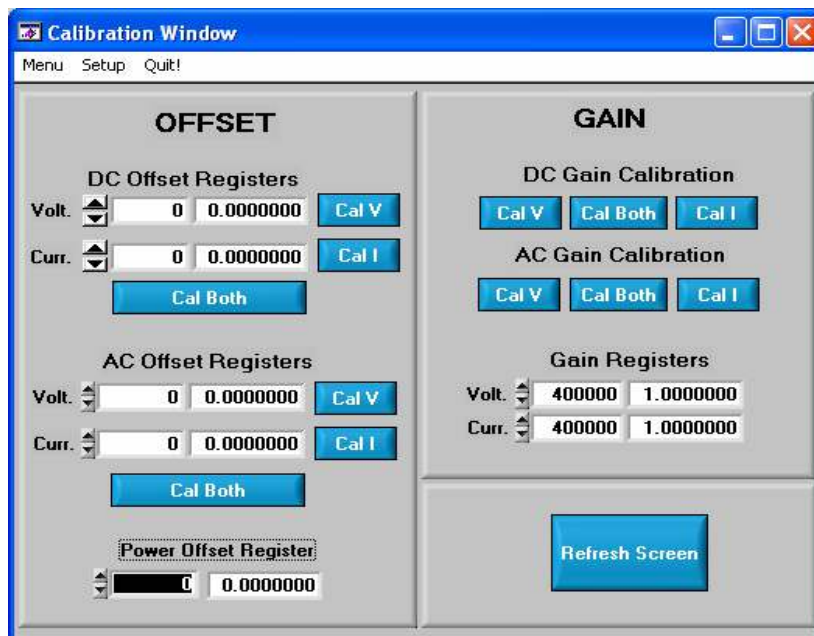 Calibration Window
Menu Setup Quit!
OFFSET
DC Offset Registers
Volt. 0 0.0000000 Cal V
Curr. 0 0.0000000 Cal I
Cal Both
AC Offset Registers
Volt. 0 0.0000000 Cal V
Curr. 0 0.0000000 Cal I
Cal Both
Power Offset Register
0 0.0000000
GAIN
DC Gain Calibration
Cal V Cal Both Cal I
AC Gain Calibration
Cal V Cal Both Cal I
Gain Registers
Volt. 400000 1.0000000
Curr. 400000 1.0000000
Refresh Screen